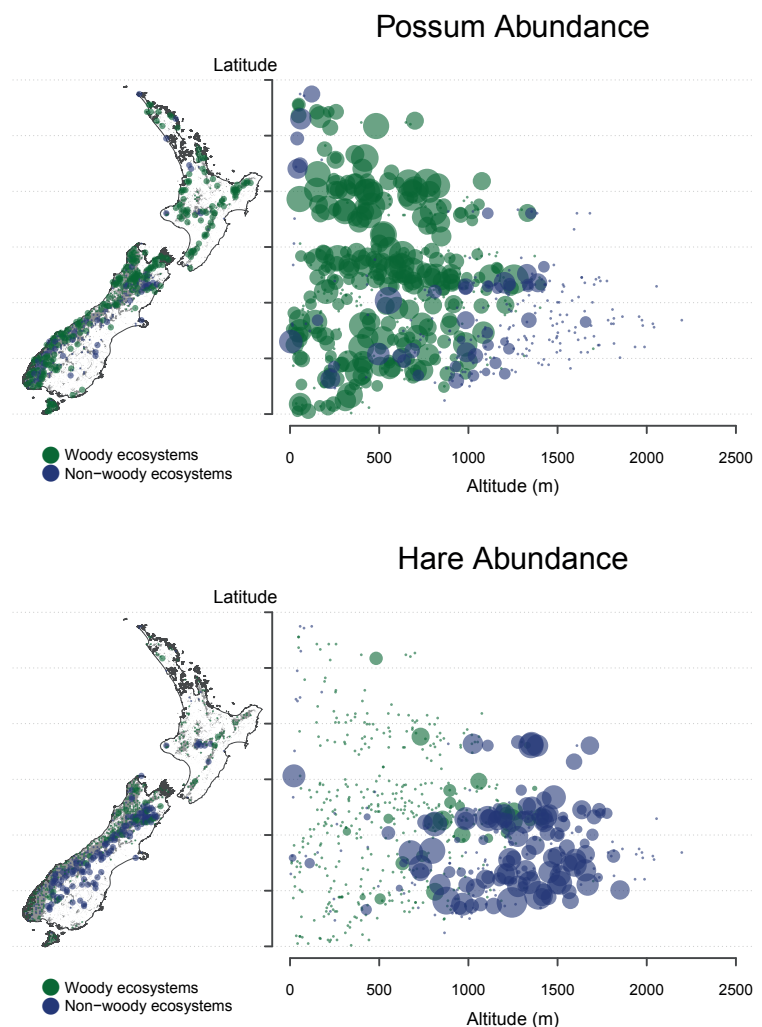 Possum Abundance
Latitude
Woody ecosystems
Non−woody ecosystems
0 500 1000 1500 2000 2500
Altitude (m)
Hare Abundance
Latitude
Woody ecosystems
Non−woody ecosystems
0 500 1000 1500 2000 2500
Altitude (m)